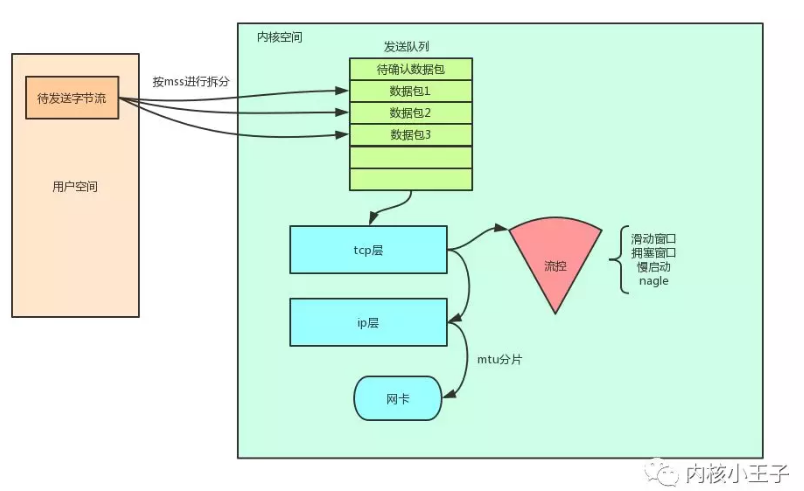 内核空间
发送队列
待确认数据包
数据包1
数据包2
数据包3
按mss进行拆分
待发送字节流
用户空间
tcp层
流控
滑动窗口
拥塞窗口
慢启动
nagle
ip层
mtu分片
网卡
内核小王子